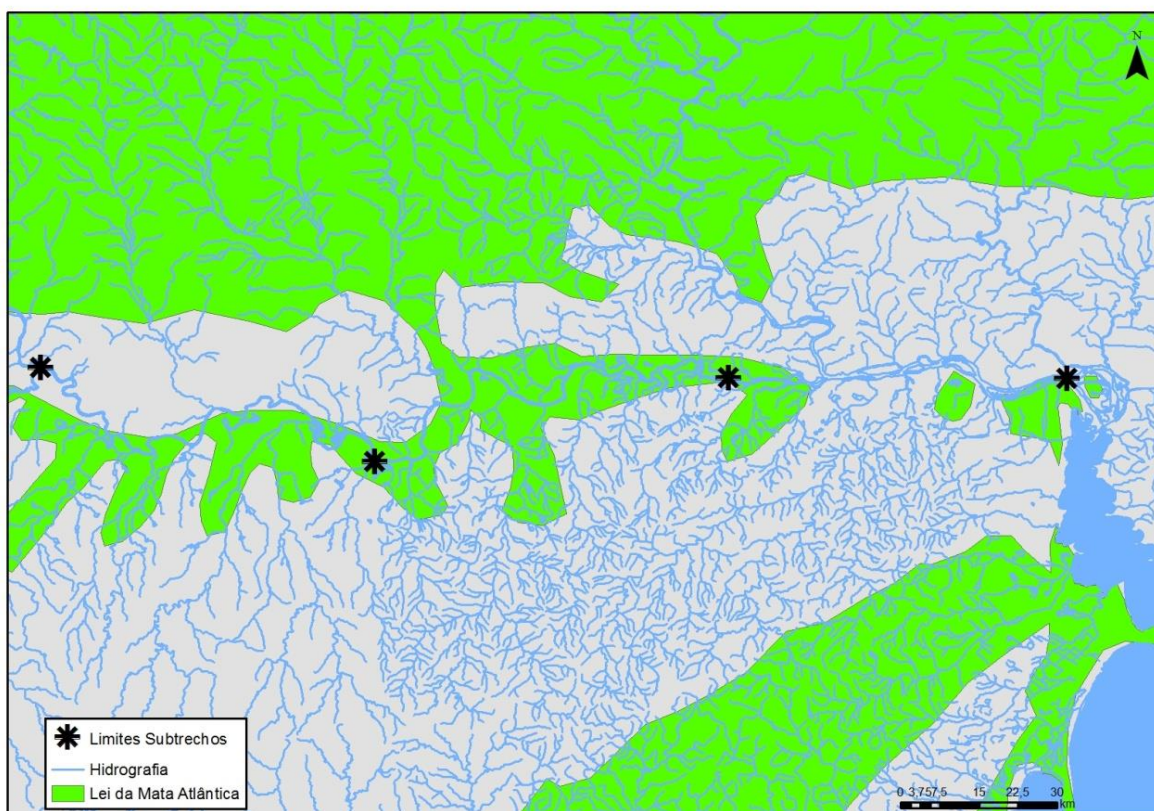 N
Limites Subtrechos
Hidrografia
Lei da Mata Atlântica
0 3,757,5 15 22,5 30
km